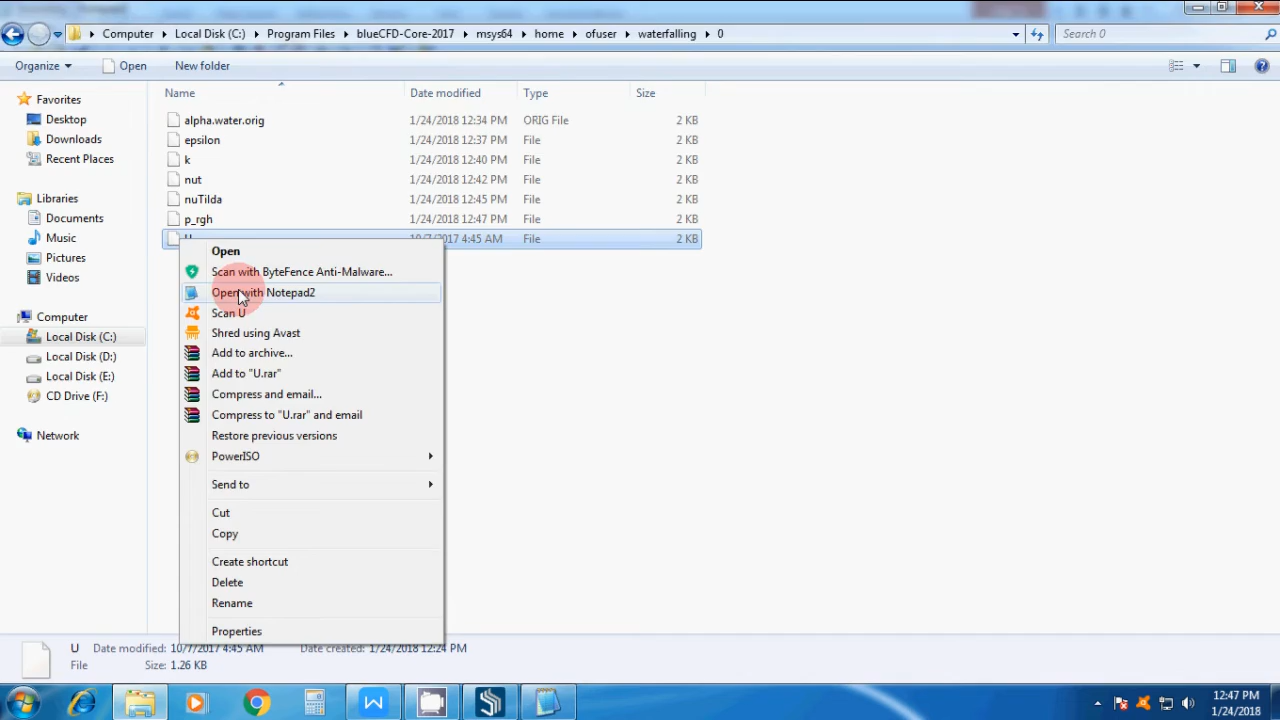 Computer ▸ Local Disk (C:) ▸ Program Files ▸ blueCFD-Core-2017 ▸ msys64 ▸ home ▸ ofuser ▸ waterfalling ▸ 0
Search 0
Organize
Open
New folder
Name
Date modified
Type
Size
Favorites
Desktop
Downloads
Recent Places
Libraries
Documents
Music
Pictures
Videos
Computer
Local Disk (C:)
Local Disk (D:)
Local Disk (E:)
CD Drive (F:)
Network
alpha.water.orig 1/24/2018 12:34 PM ORIG File 2 KB
epsilon 1/24/2018 12:37 PM File 2 KB
k 1/24/2018 12:40 PM File 2 KB
nut 1/24/2018 12:42 PM File 2 KB
nuTilda 1/24/2018 12:45 PM File 2 KB
p_rgh 1/24/2018 12:47 PM File 2 KB
U 10/7/2017 4:45 AM File 2 KB
Open
Scan with ByteFence Anti-Malware...
Open with Notepad2
Scan U
Shred using Avast
Add to archive...
Add to "U.rar"
Compress and email...
Compress to "U.rar" and email
Restore previous versions
PowerISO
Send to
Cut
Copy
Create shortcut
Delete
Rename
Properties
U Date modified: 10/7/2017 4:45 AM Date created: 1/24/2018 12:24 PM
File Size: 1.26 KB
12:47 PM
1/24/2018